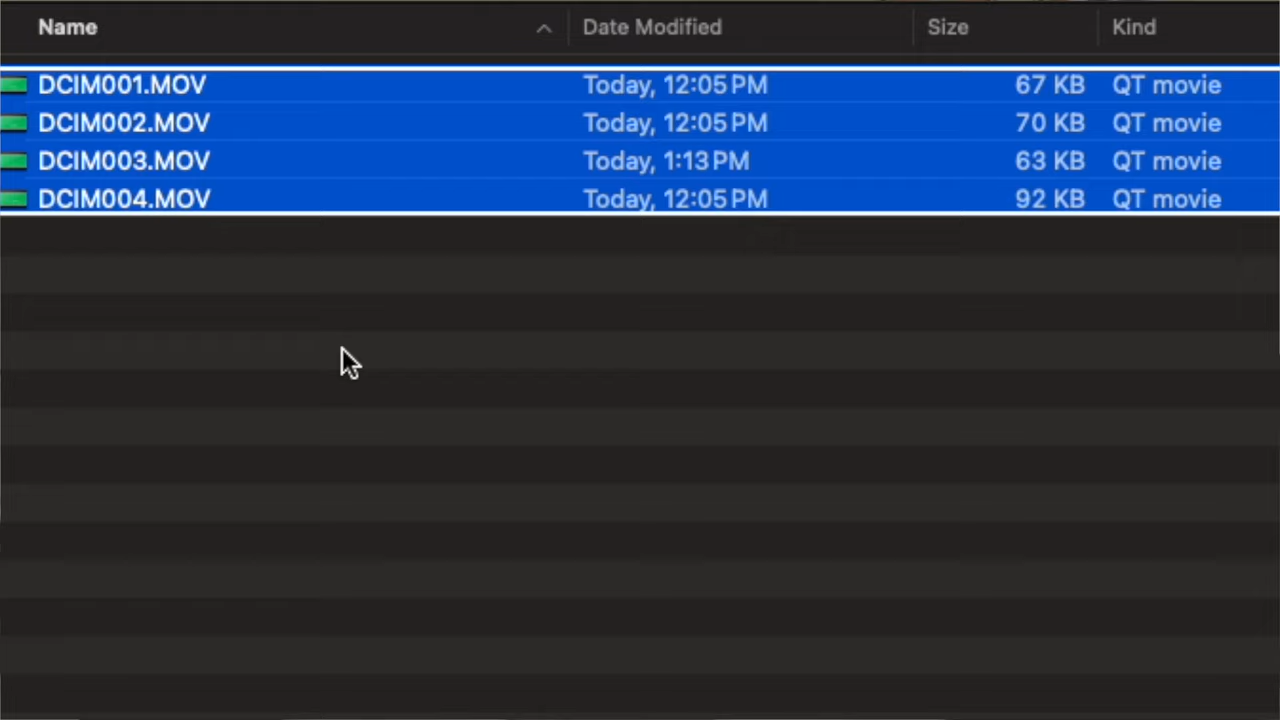 Name Date Modified Size Kind
DCIM001.MOV Today, 12:05 PM 67 KB QT movie
DCIM002.MOV Today, 12:05 PM 70 KB QT movie
DCIM003.MOV Today, 1:13 PM 63 KB QT movie
DCIM004.MOV Today, 12:05 PM 92 KB QT movie